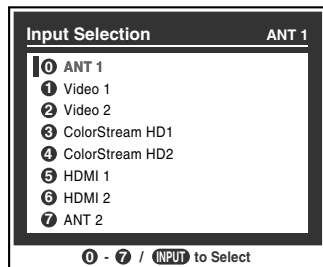 Input Selection ANT 1
0 ANT 1
1 Video 1
2 Video 2
3 ColorStream HD1
4 ColorStream HD2
5 HDMI 1
6 HDMI 2
7 ANT 2
0 - 7 / INPUT to Select